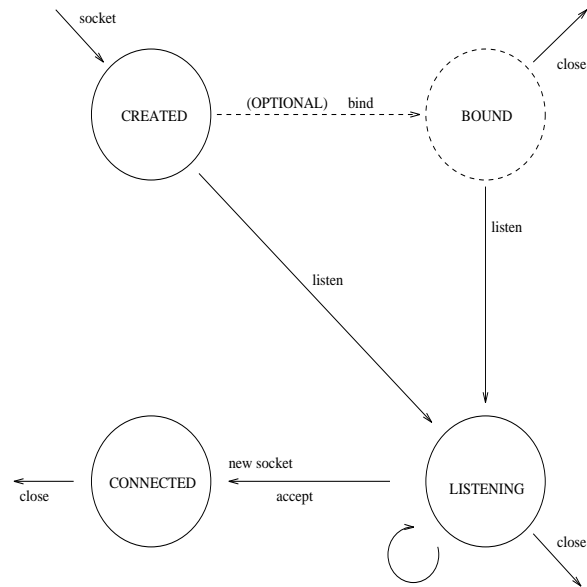 socket
close
(OPTIONAL) bind
CREATED
BOUND
listen
listen
new socket
CONNECTED
LISTENING
close
accept
close